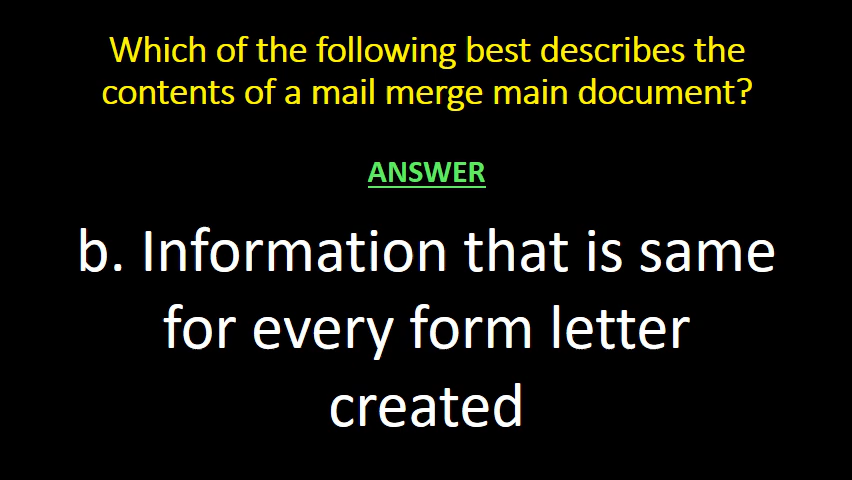 Which of the following best describes the
contents of a mail merge main document?
ANSWER
b. Information that is same
for every form letter
created